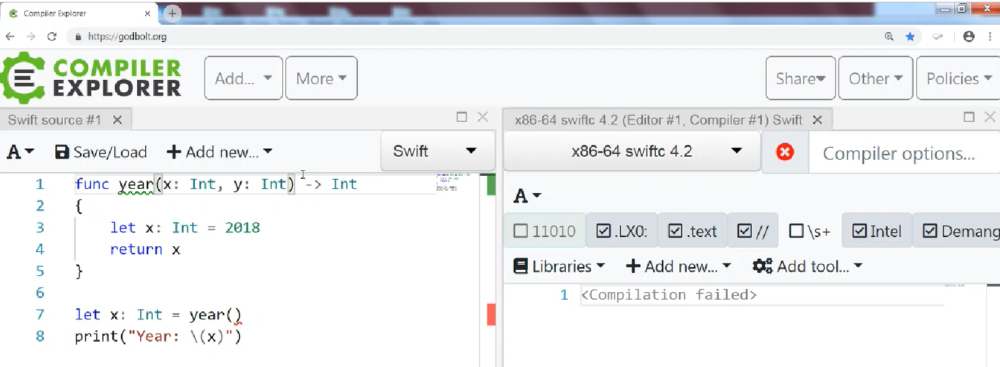 Compiler Explorer
https://godbolt.org
COMPILER
EXPLORER
Add...
More
Share
Other
Policies
Swift source #1
x86-64 swiftc 4.2 (Editor #1, Compiler #1) Swift
A
Save/Load
Add new...
Swift
x86-64 swiftc 4.2
Compiler options...
1 func year(x: Int, y: Int) -> Int
2 {
3 let x: Int = 2018
4 return x
5 }
6
7 let x: Int = year()
8 print("Year: \(x)")
A
11010
.LX0:
.text
//
\s+
Intel
Demang
Libraries
Add new...
Add tool...
1 <Compilation failed>